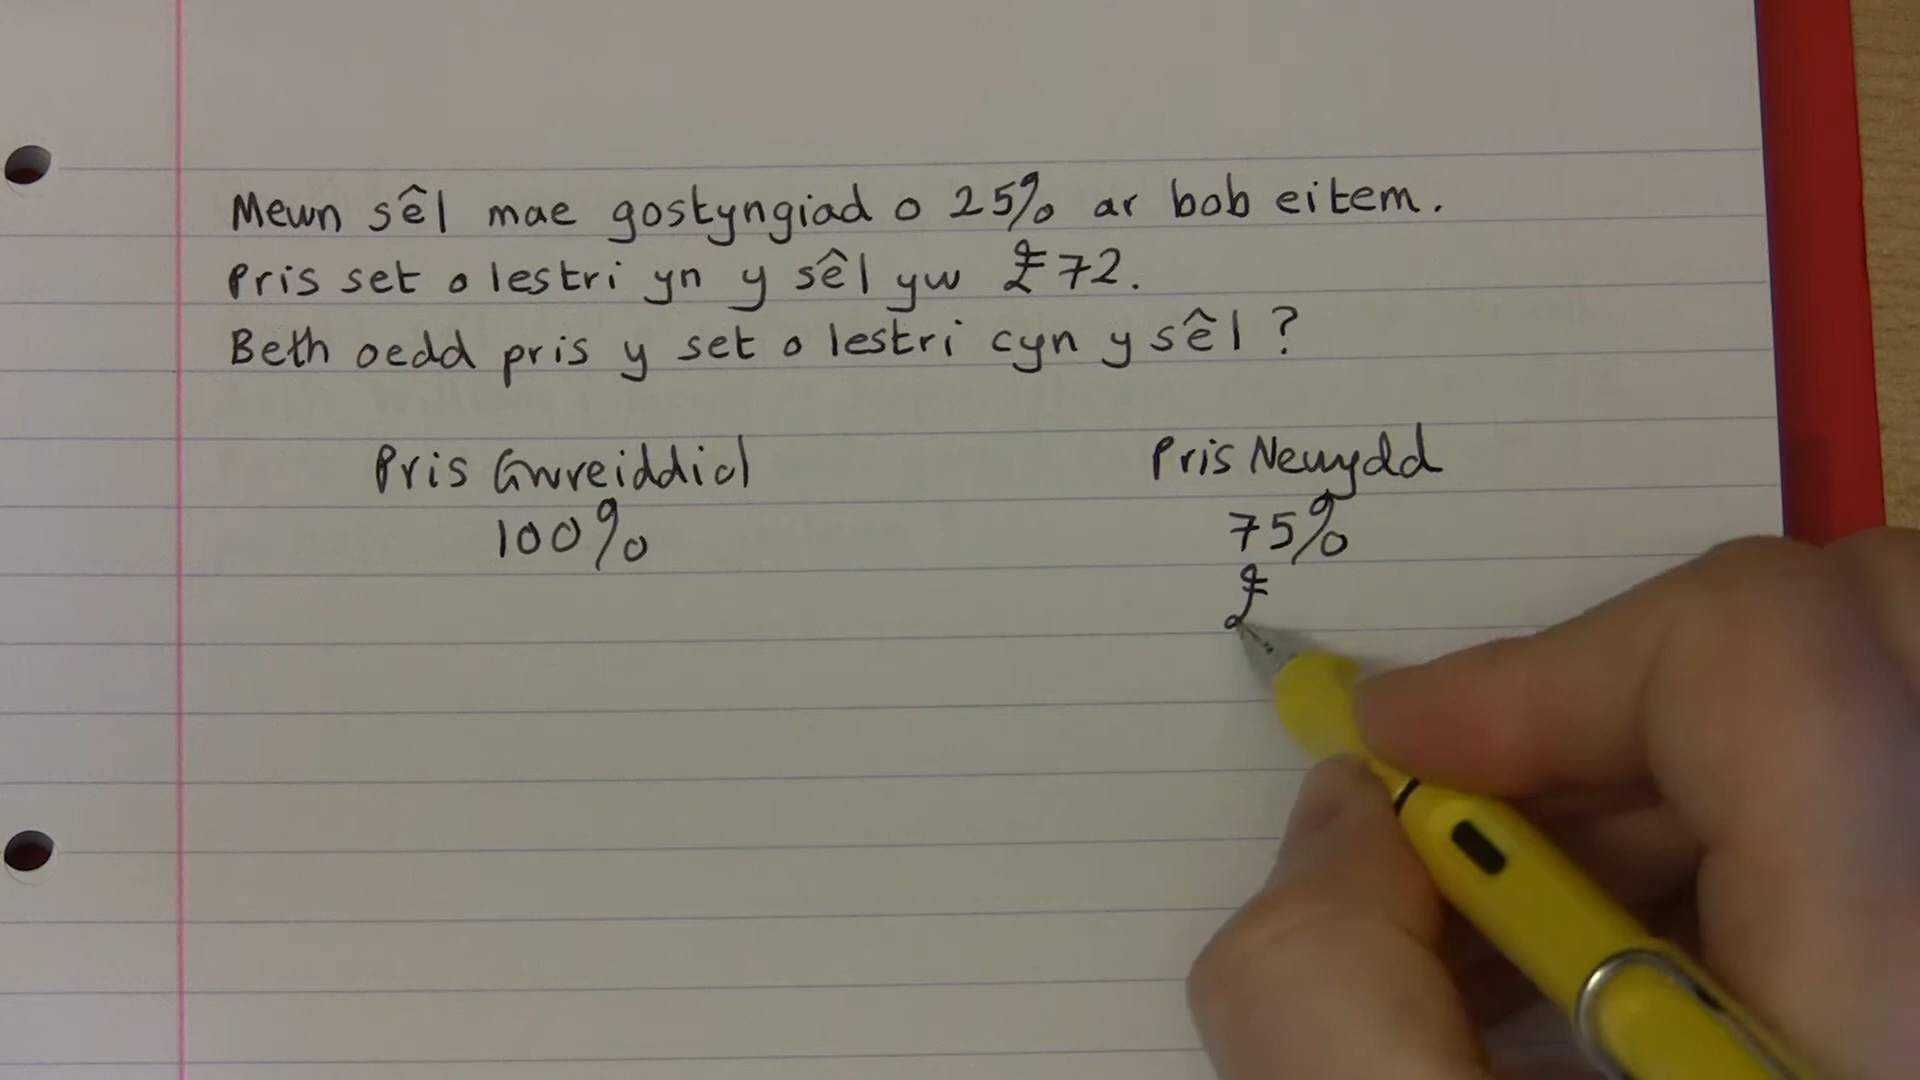 Mewn sêl mae gostyngiad o 25% ar bob eitem.
Pris set o lestri yn y sêl yw £72.
Beth oedd pris y set o lestri cyn y sêl?
Pris Gwreiddiol Pris Newydd
100% 75%
£